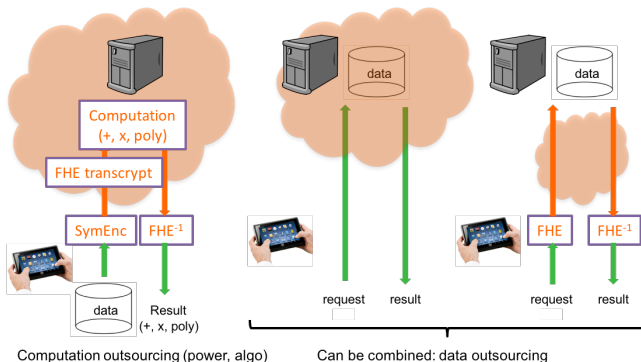 Computation
(+, x, poly)
FHE transcrypt
SymEnc
FHE⁻¹
data
Result
(+, x, poly)
Computation outsourcing (power, algo)
data
request
result
data
FHE
FHE⁻¹
request
result
Can be combined: data outsourcing